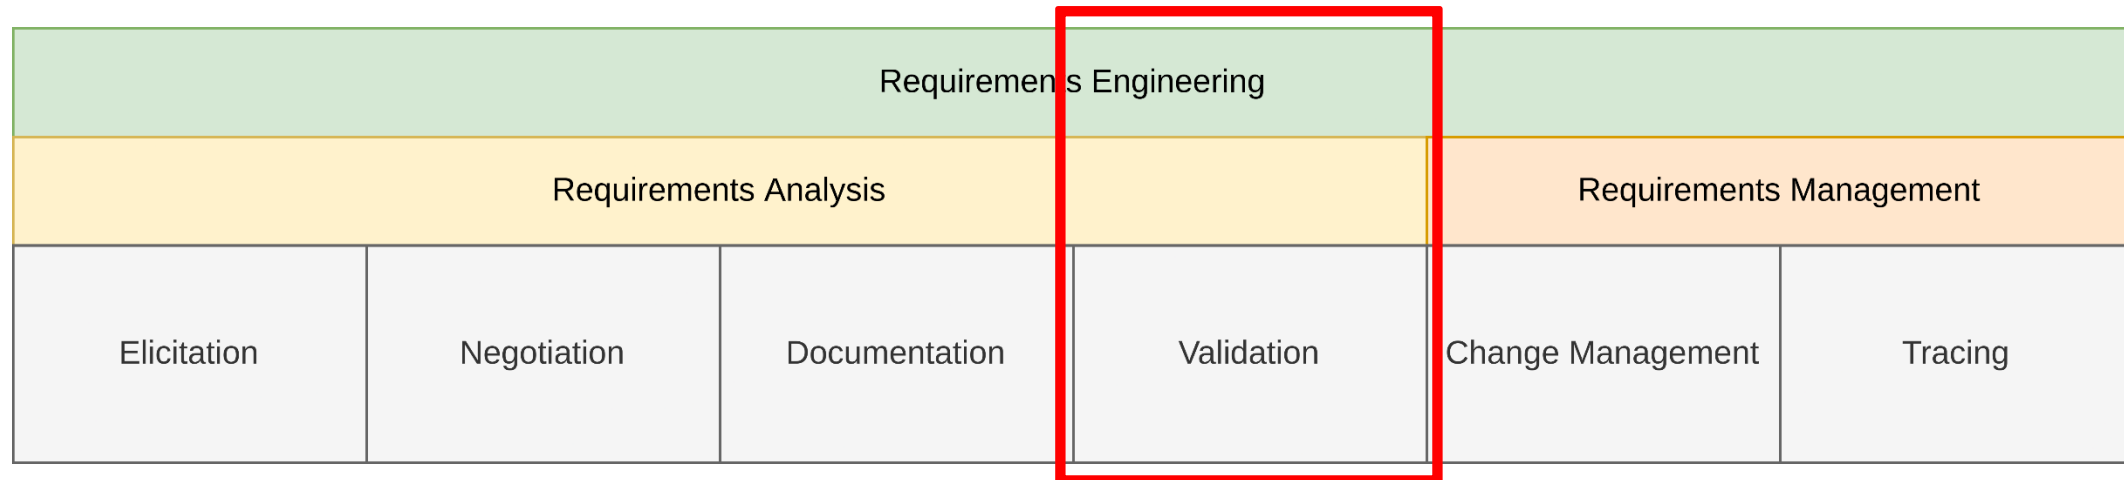 Requirements Engineering
Requirements Analysis
Requirements Management
Elicitation
Negotiation
Documentation
Validation
Change Management
Tracing